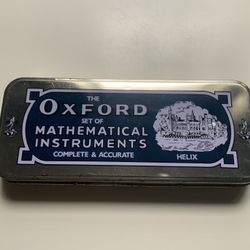 THE
OXFORD
SET OF
MATHEMATICAL
INSTRUMENTS
COMPLETE & ACCURATE
HELIX